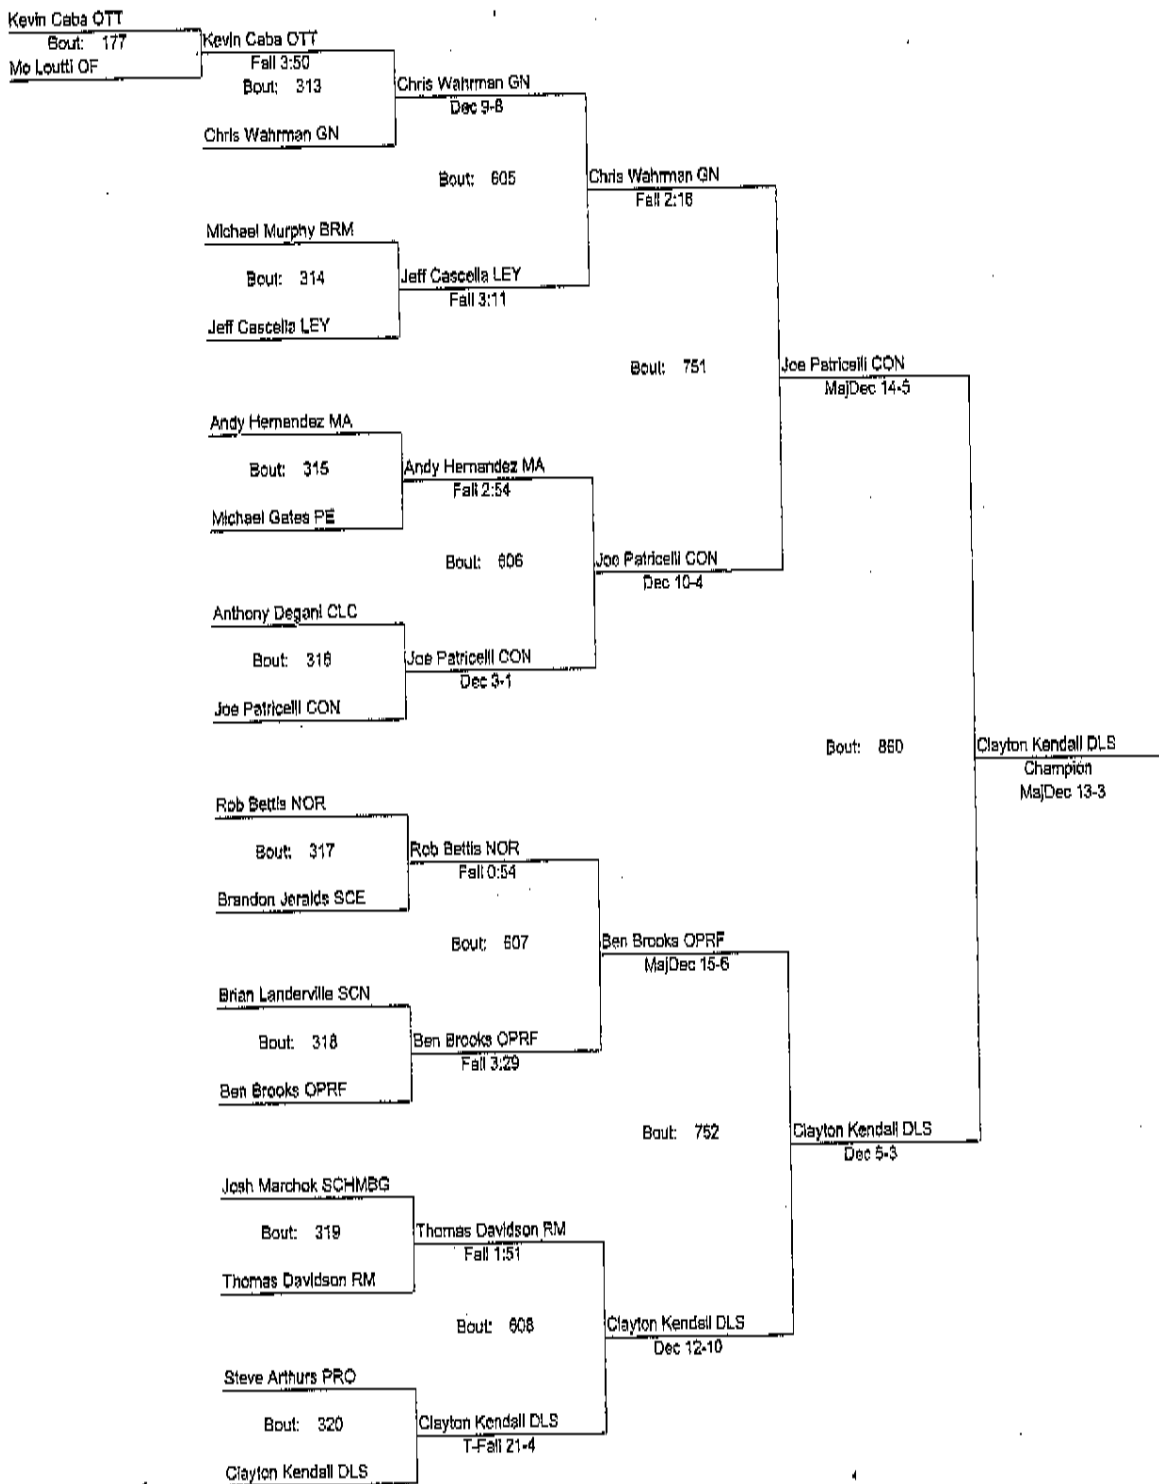 Kevin Caba OTT
Bout: 177
Mo Loutti OF
Kevin Caba OTT
Fall 3:50
Bout: 313
Chris Wahrman GN
Chris Wahrman GN
Dec 9-8
Bout: 605
Michael Murphy BRM
Bout: 314
Jeff Cascella LEY
Jeff Cascella LEY
Fall 3:11
Chris Wahrman GN
Fall 2:16
Bout: 751
Andy Hernandez MA
Bout: 315
Michael Gates PE
Andy Hernandez MA
Fall 2:54
Bout: 606
Anthony Degani CLC
Bout: 316
Joe Patricelli CON
Joe Patricelli CON
Dec 3-1
Joe Patricelli CON
Dec 10-4
Joe Patricelli CON
MajDec 14-5
Bout: 860
Clayton Kendall DLS
Champion
MajDec 13-3
Rob Bettis NOR
Bout: 317
Brandon Jeralds SCE
Rob Bettis NOR
Fall 0:54
Bout: 607
Brian Landerville SCN
Bout: 318
Ben Brooks OPRF
Ben Brooks OPRF
Fall 3:29
Ben Brooks OPRF
MajDec 15-6
Bout: 752
Clayton Kendall DLS
Dec 5-3
Josh Marchok SCHMBG
Bout: 319
Thomas Davidson RM
Thomas Davidson RM
Fall 1:51
Bout: 608
Clayton Kendall DLS
Dec 12-10
Steve Arthurs PRO
Bout: 320
Clayton Kendall DLS
Clayton Kendall DLS
T-Fall 21-4